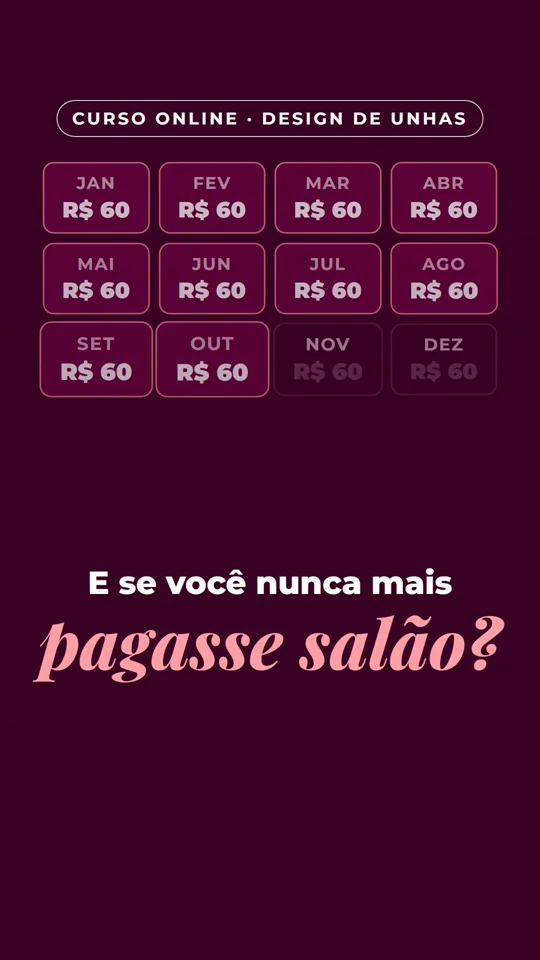 CURSO ONLINE · DESIGN DE UNHAS
JAN FEV MAR ABR
R$ 60 R$ 60 R$ 60 R$ 60
MAI JUN JUL AGO
R$ 60 R$ 60 R$ 60 R$ 60
SET OUT NOV DEZ
R$ 60 R$ 60 R$ 60 R$ 60
E se você nunca mais
pagasse salão?